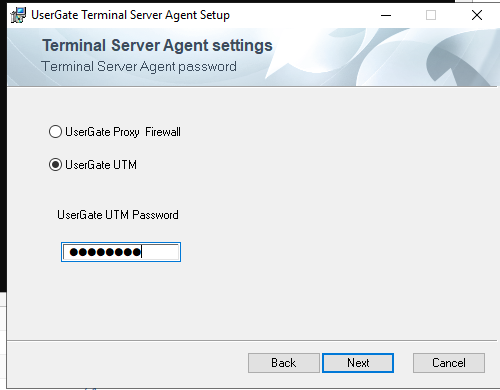 UserGate Terminal Server Agent Setup
Terminal Server Agent settings
Terminal Server Agent password
UserGate Proxy Firewall
UserGate UTM
UserGate UTM Password
●●●●●●●●
Back
Next
Cancel